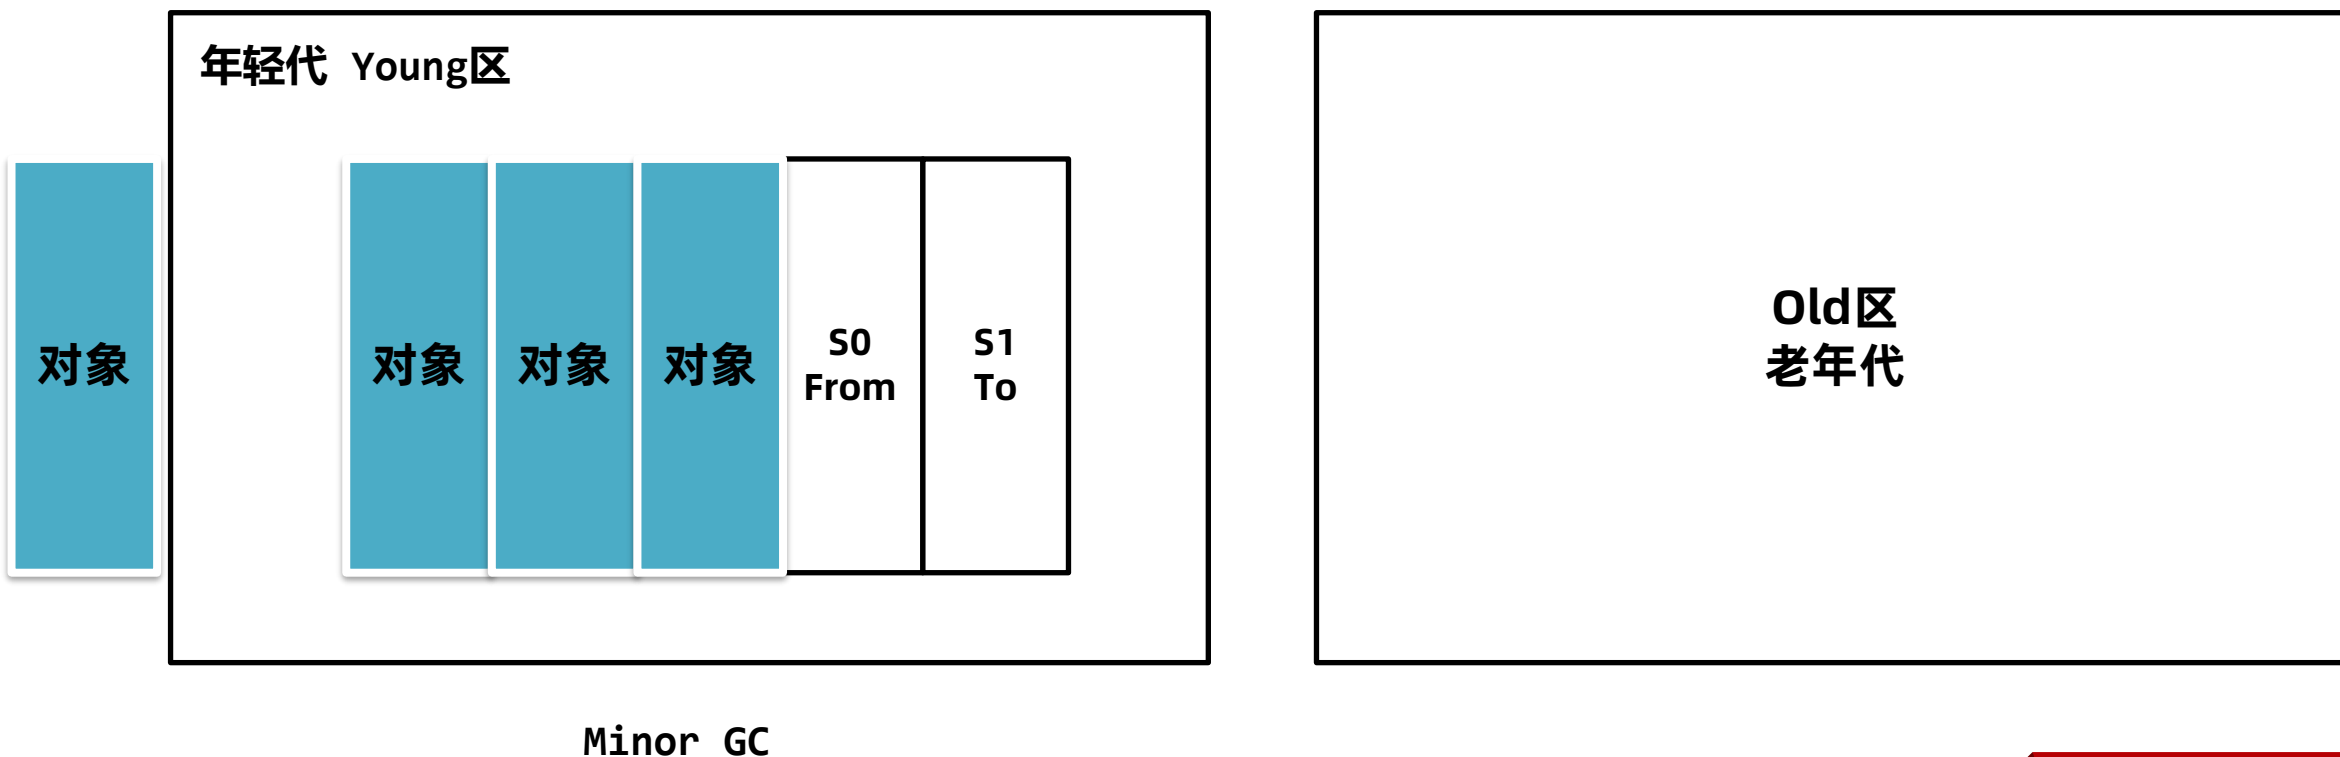 年轻代 Young区
对象
对象
对象
对象
S0
From
S1
To
Old区
老年代
Minor GC